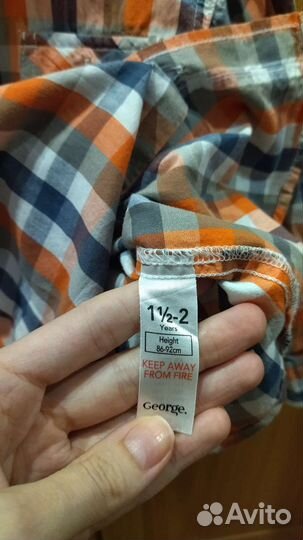 1½-2
Years
Height
86-92cm
KEEP AWAY
FROM FIRE
George.
Avito